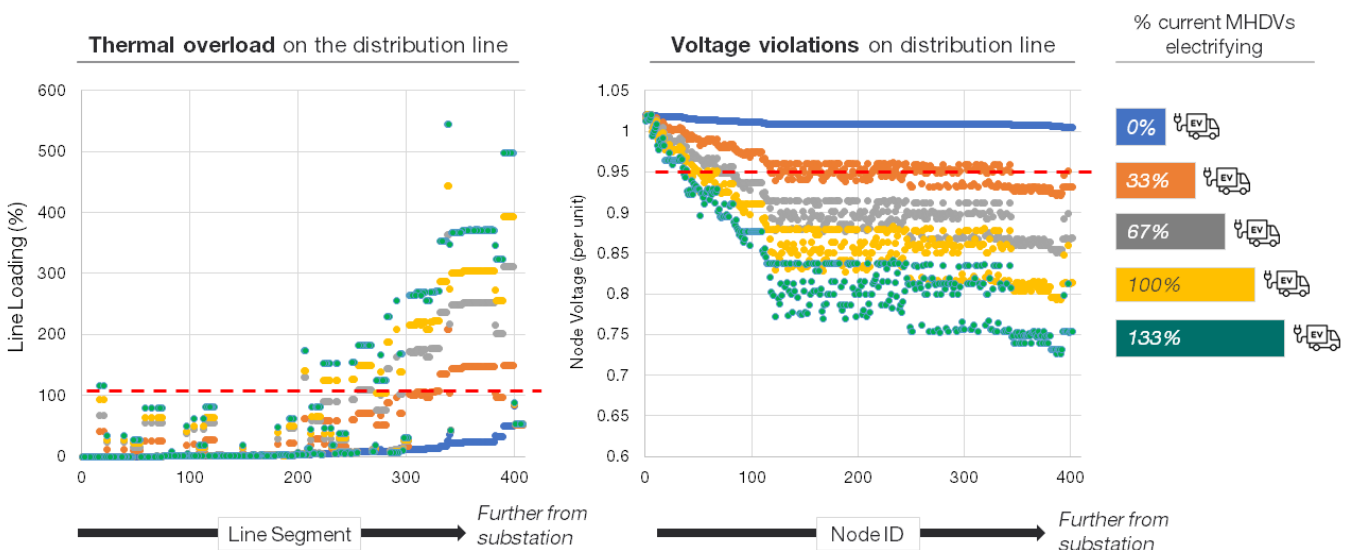 Thermal overload on the distribution line
Line Loading (%)
600
500
400
300
200
100
0
0
100
200
300
400
Line Segment
Further from
substation
Voltage violations on distribution line
Node Voltage (per unit)
1.05
1
0.95
0.9
0.85
0.8
0.75
0.7
0.65
0.6
0
100
200
300
400
Node ID
Further from
substation
% current MHDVs
electrifying
0%
EV
33%
EV
67%
EV
100%
EV
133%
EV